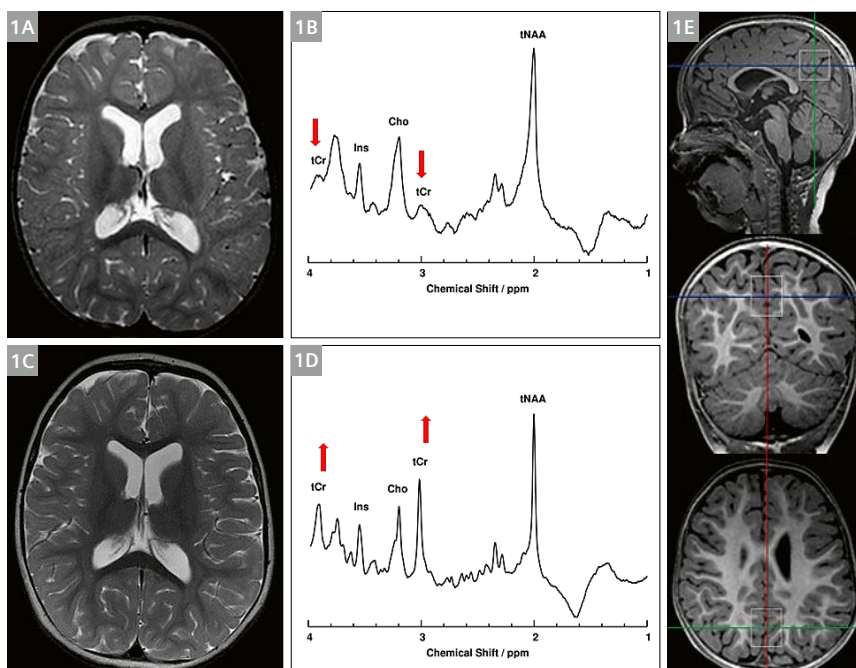 1A
1B
tNAA
Cho
Ins
tCr
tCr
4
3
2
1
Chemical Shift / ppm
1C
1D
tNAA
tCr
tCr
Cho
Ins
4
3
2
1
Chemical Shift / ppm
1E